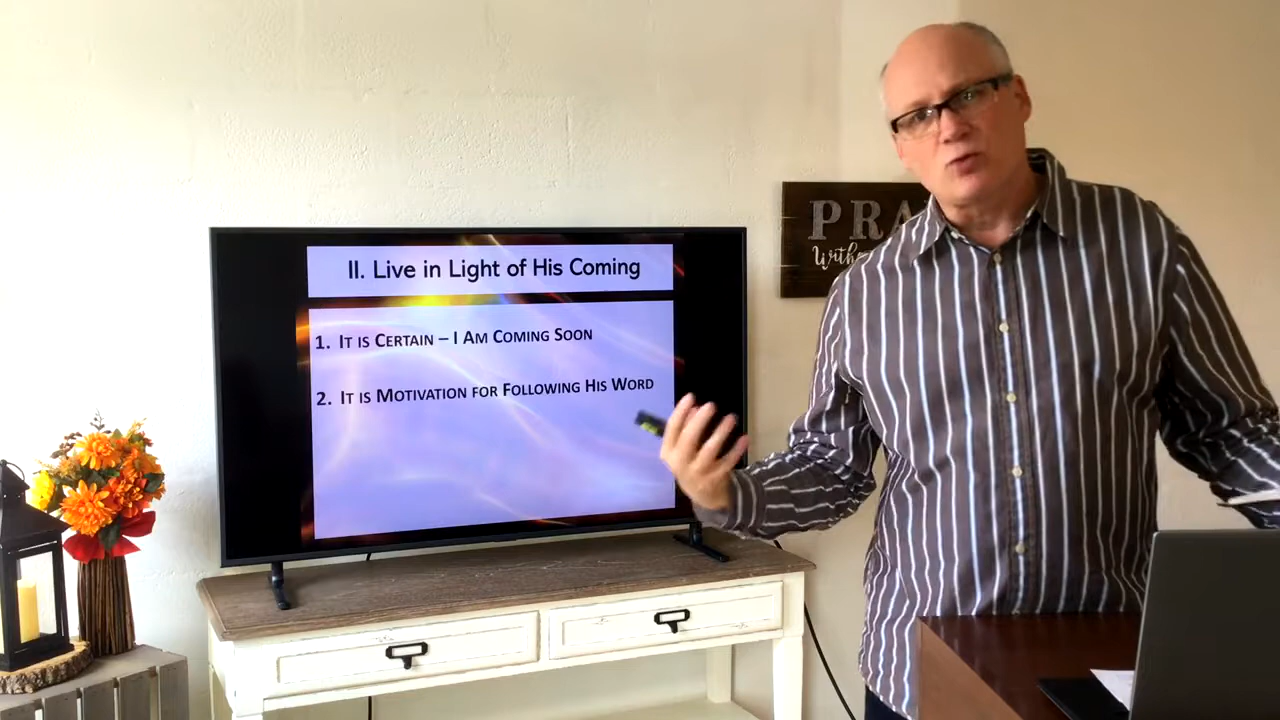 II. Live in Light of His Coming
1. It is Certain – I Am Coming Soon
2. It is Motivation for Following His Word